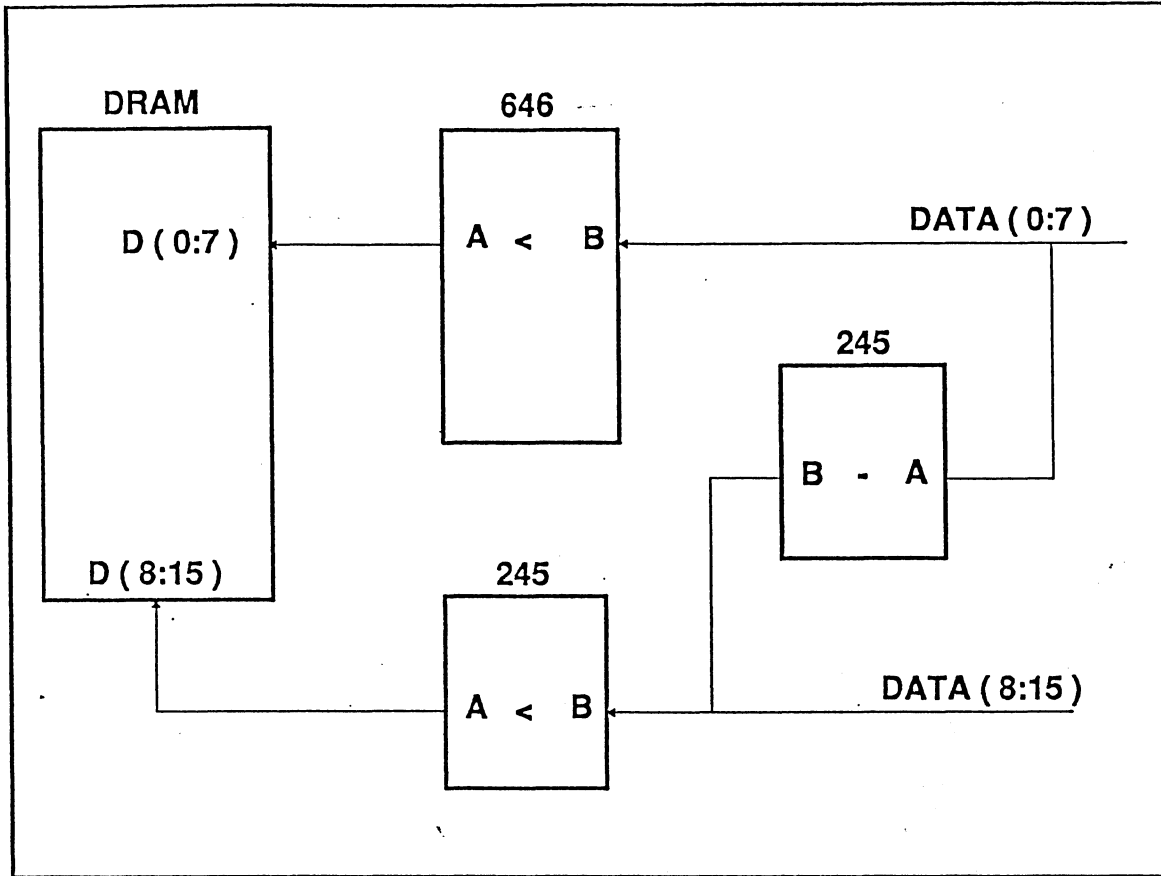 DRAM
646
D ( 0:7 )
A < B
DATA ( 0:7 )
245
B - A
D ( 8:15 )
245
A < B
DATA ( 8:15 )